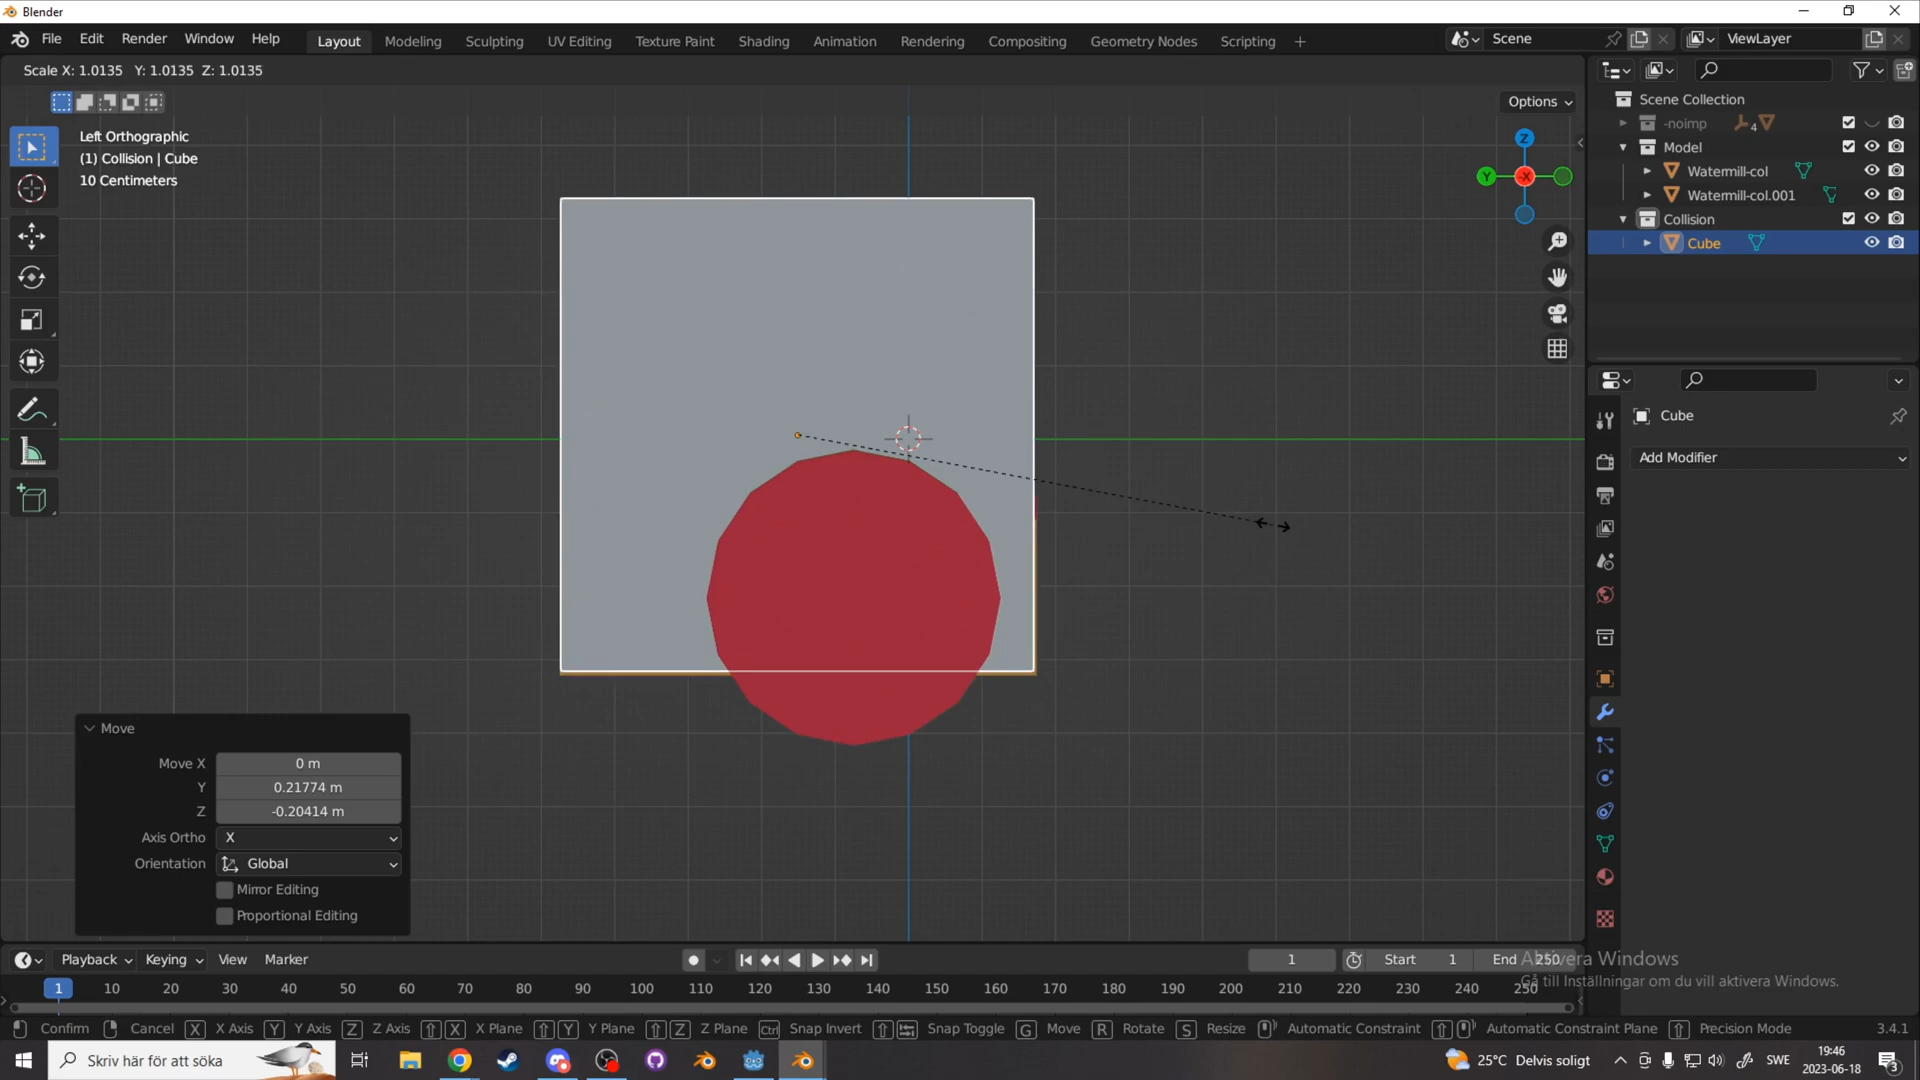 Blender
File Edit Render Window Help Layout Modeling Sculpting UV Editing Texture Paint Shading Animation Rendering Compositing Geometry Nodes Scripting + Scene ViewLayer
Scale X: 1.0135 Y: 1.0135 Z: 1.0135
Options
Left Orthographic
(1) Collision | Cube
10 Centimeters
Z
Y
-X
Scene Collection
-noimp 4
Model
Watermill-col
Watermill-col.001
Collision
Cube
Cube
Add Modifier
Move
Move X 0 m
Y 0.21774 m
Z -0.20414 m
Axis Ortho X
Orientation Global
Mirror Editing
Proportional Editing
Playback Keying View Marker 1 Start 1 End 250
Aktivera Windows
Gå till Inställningar om du vill aktivera Windows.
1 10 20 30 40 50 60 70 80 90 100 110 120 130 140 150 160 170 180 190 200 210 220 230 240 250
Confirm Cancel X X Axis Y Y Axis Z Z Axis X X Plane Y Y Plane Z Z Plane Ctrl Snap Invert Snap Toggle G Move R Rotate S Resize Automatic Constraint Automatic Constraint Plane Precision Mode 3.4.1
Skriv här för att söka 25°C Delvis soligt SWE 19:46
2023-06-18 3